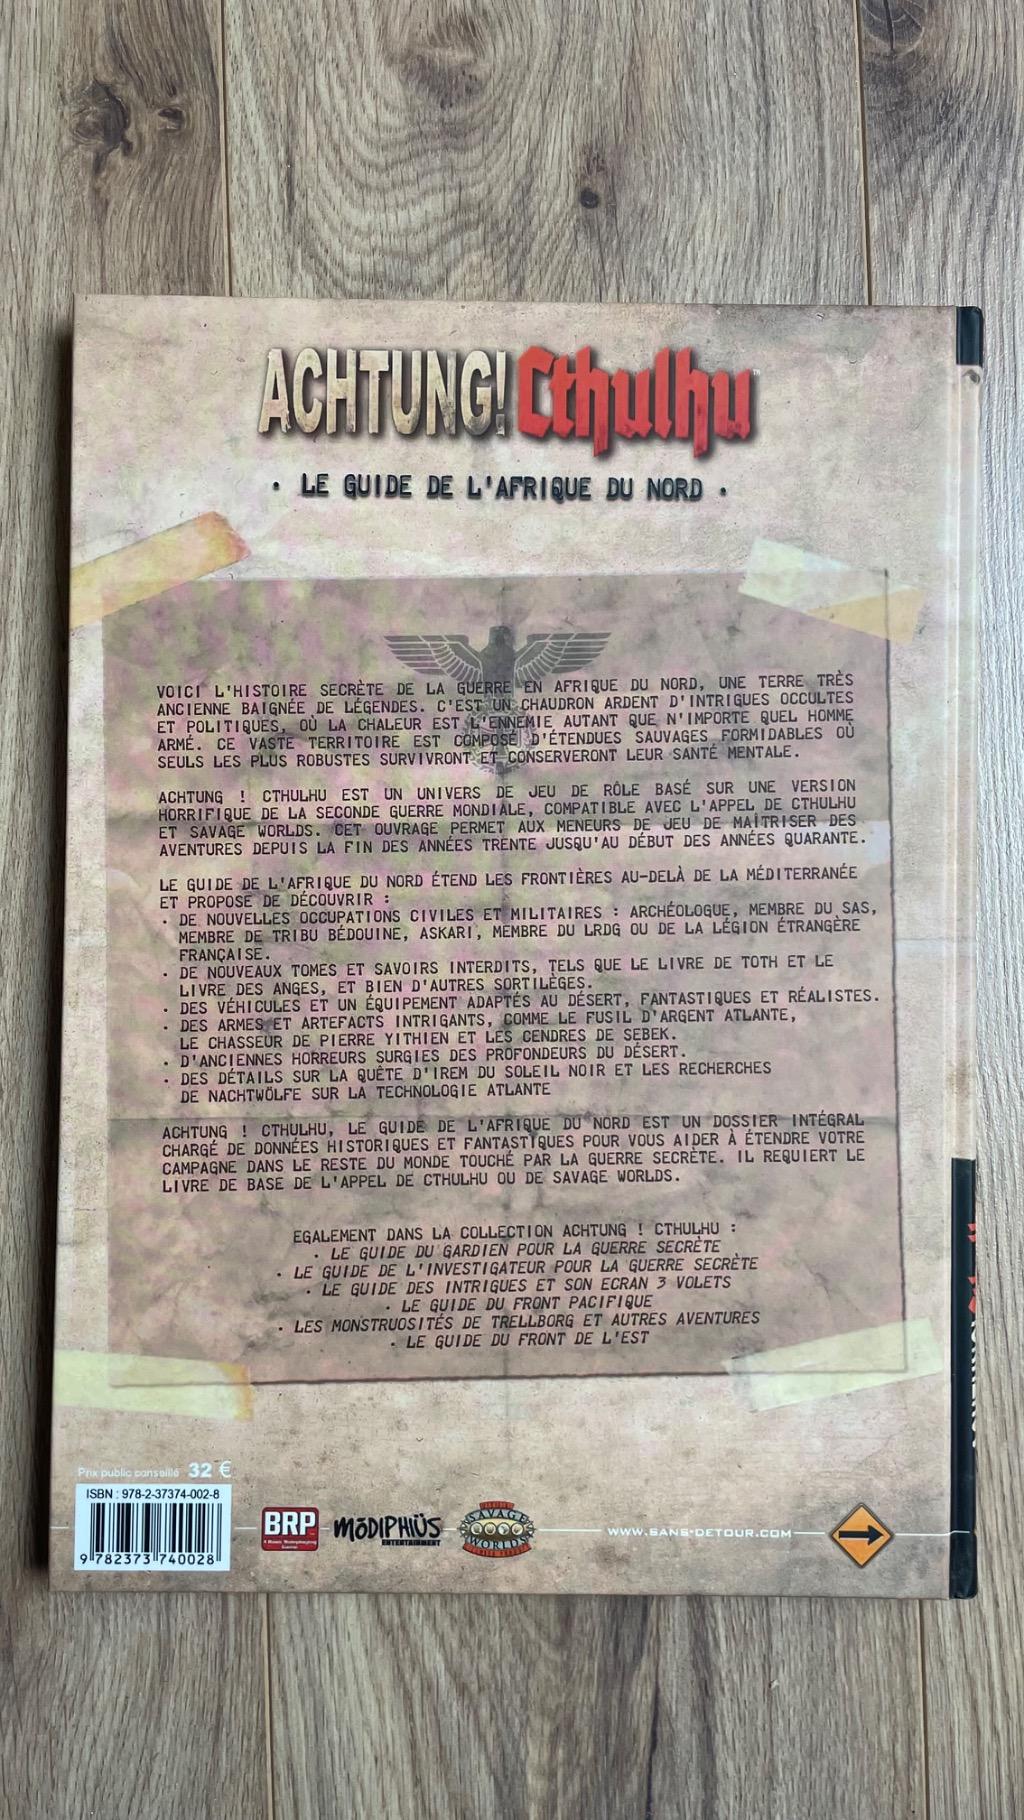 ACHTUNG! Cthulhu™
• LE GUIDE DE L'AFRIQUE DU NORD •
VOICI L'HISTOIRE SECRÈTE DE LA GUERRE EN AFRIQUE DU NORD, UNE TERRE TRÈS
ANCIENNE BAIGNÉE DE LÉGENDES. C'EST UN CHAUDRON ARDENT D'INTRIGUES OCCULTES
ET POLITIQUES, OÙ LA CHALEUR EST L'ENNEMIE AUTANT QUE N'IMPORTE QUEL HOMME
ARMÉ. CE VASTE TERRITOIRE EST COMPOSÉ D'ÉTENDUES SAUVAGES FORMIDABLES OÙ
SEULS LES PLUS ROBUSTES SURVIVRONT ET CONSERVERONT LEUR SANTÉ MENTALE.
ACHTUNG ! CTHULHU EST UN UNIVERS DE JEU DE RÔLE BASÉ SUR UNE VERSION
HORRIFIQUE DE LA SECONDE GUERRE MONDIALE, COMPATIBLE AVEC L'APPEL DE CTHULHU
ET SAVAGE WORLDS. CET OUVRAGE PERMET AUX MENEURS DE JEU DE MAÎTRISER DES
AVENTURES DEPUIS LA FIN DES ANNÉES TRENTE JUSQU'AU DÉBUT DES ANNÉES QUARANTE.
LE GUIDE DE L'AFRIQUE DU NORD ÉTEND LES FRONTIÈRES AU-DELÀ DE LA MÉDITERRANÉE
ET PROPOSE DE DÉCOUVRIR :
• DE NOUVELLES OCCUPATIONS CIVILES ET MILITAIRES : ARCHÉOLOGUE, MEMBRE DU SAS,
MEMBRE DE TRIBU BÉDOUINE, ASKARI, MEMBRE DU LRDG OU DE LA LÉGION ÉTRANGÈRE
FRANÇAISE.
• DE NOUVEAUX TOMES ET SAVOIRS INTERDITS, TELS QUE LE LIVRE DE TOTH ET LE
LIVRE DES ANGES, ET BIEN D'AUTRES SORTILÈGES.
• DES VÉHICULES ET UN ÉQUIPEMENT ADAPTÉS AU DÉSERT, FANTASTIQUES ET RÉALISTES.
• DES ARMES ET ARTEFACTS INTRIGANTS, COMME LE FUSIL D'ARGENT ATLANTE,
LE CHASSEUR DE PIERRE YITHIEN ET LES CENDRES DE SEBEK.
• D'ANCIENNES HORREURS SURGIES DES PROFONDEURS DU DÉSERT.
• DES DÉTAILS SUR LA QUÊTE D'IREM DU SOLEIL NOIR ET LES RECHERCHES
DE NACHTWÖLFE SUR LA TECHNOLOGIE ATLANTE
ACHTUNG ! CTHULHU, LE GUIDE DE L'AFRIQUE DU NORD EST UN DOSSIER INTÉGRAL
CHARGÉ DE DONNÉES HISTORIQUES ET FANTASTIQUES POUR VOUS AIDER À ÉTENDRE VOTRE
CAMPAGNE DANS LE RESTE DU MONDE TOUCHÉ PAR LA GUERRE SECRÈTE. IL REQUIERT LE
LIVRE DE BASE DE L'APPEL DE CTHULHU OU DE SAVAGE WORLDS.
EGALEMENT DANS LA COLLECTION ACHTUNG ! CTHULHU :
• LE GUIDE DU GARDIEN POUR LA GUERRE SECRÈTE
• LE GUIDE DE L'INVESTIGATEUR POUR LA GUERRE SECRÈTE
• LE GUIDE DES INTRIGUES ET SON ECRAN 3 VOLETS
• LE GUIDE DU FRONT PACIFIQUE
• LES MONSTRUOSITÉS DE TRELLBORG ET AUTRES AVENTURES
• LE GUIDE DU FRONT DE L'EST
Prix public conseillé 32 €
ISBN : 978-2-37374-002-8
9 782373 740028
BRP
MŌDIPHIÜS
SAVAGE
WORLDS
WWW.SANS-DETOUR.COM